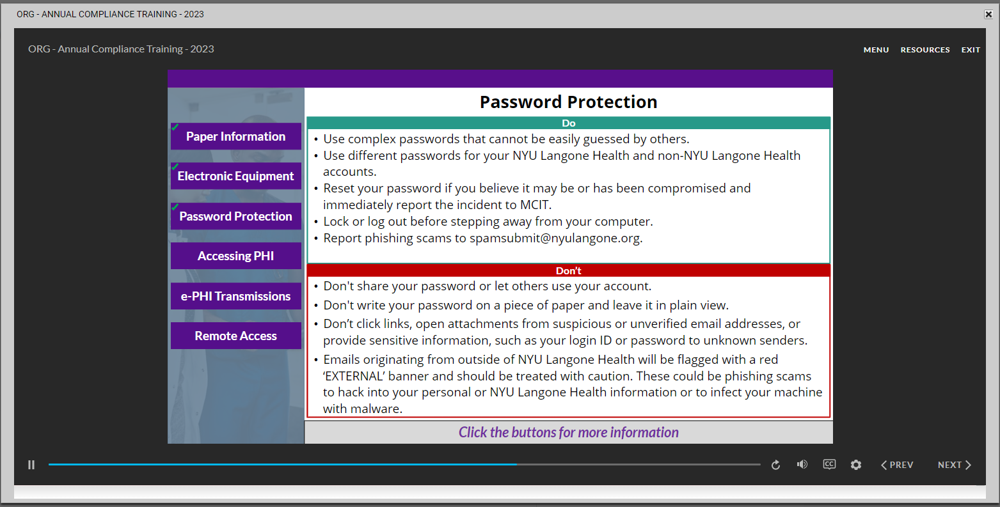 ORG - ANNUAL COMPLIANCE TRAINING - 2023
ORG - Annual Compliance Training - 2023
MENU RESOURCES EXIT
Paper Information
Electronic Equipment
Password Protection
Accessing PHI
e-PHI Transmissions
Remote Access
Password Protection
Do
• Use complex passwords that cannot be easily guessed by others.
• Use different passwords for your NYU Langone Health and non-NYU Langone Health
accounts.
• Reset your password if you believe it may be or has been compromised and
immediately report the incident to MCIT.
• Lock or log out before stepping away from your computer.
• Report phishing scams to spamsubmit@nyulangone.org.
Don’t
• Don't share your password or let others use your account.
• Don't write your password on a piece of paper and leave it in plain view.
• Don’t click links, open attachments from suspicious or unverified email addresses, or
provide sensitive information, such as your login ID or password to unknown senders.
• Emails originating from outside of NYU Langone Health will be flagged with a red
‘EXTERNAL’ banner and should be treated with caution. These could be phishing scams
to hack into your personal or NYU Langone Health information or to infect your machine
with malware.
Click the buttons for more information
CC PREV NEXT